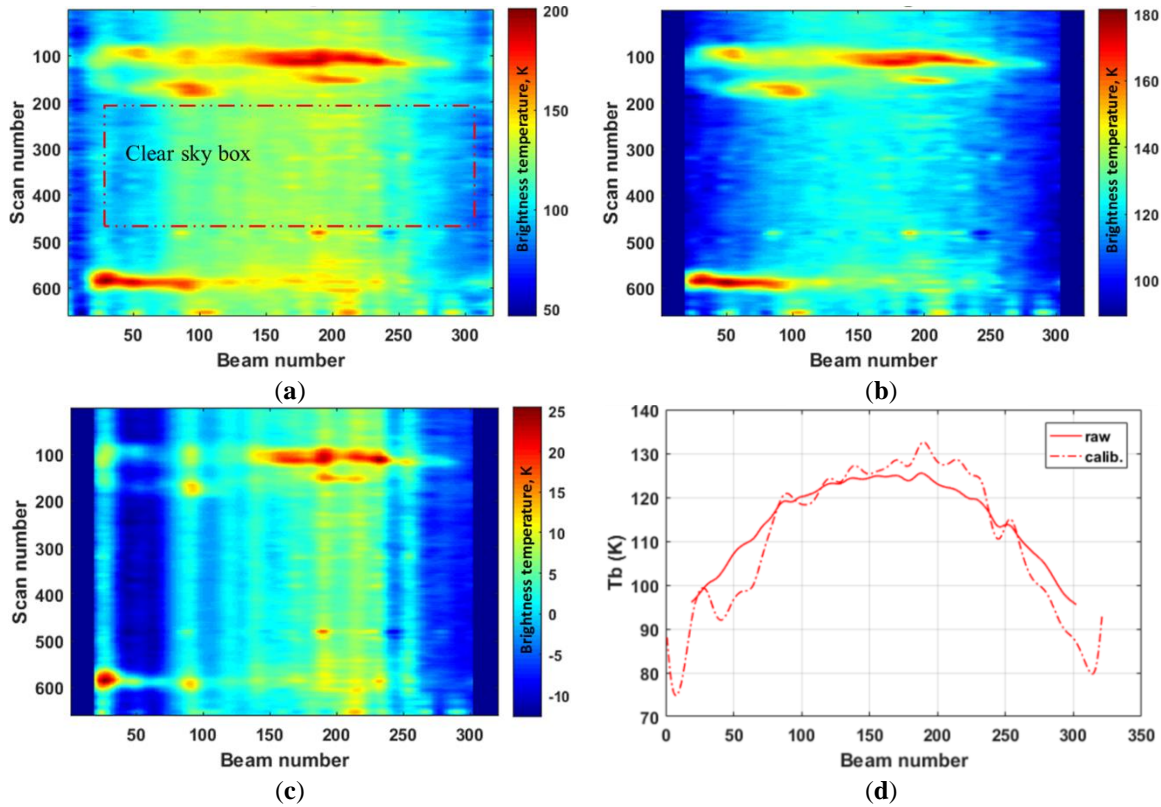 200
150
100
50
Brightness temperature, K
100
200
300
400
500
600
Scan number
Clear sky box
50 100 150 200 250 300
Beam number
(a)
180
160
140
120
100
Brightness temperature, K
100
200
300
400
500
600
Scan number
50 100 150 200 250 300
Beam number
(b)
25
20
15
10
5
0
-5
-10
Brightness temperature, K
100
200
300
400
500
600
Scan number
50 100 150 200 250 300
Beam number
(c)
140
130
120
110
100
90
80
70
Tb (K)
raw
calib.
0 50 100 150 200 250 300 350
Beam number
(d)